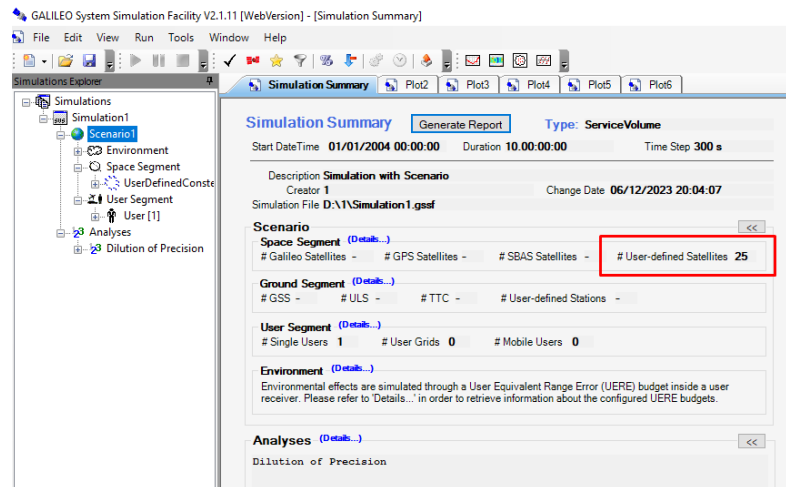 GALILEO System Simulation Facility V2.1.11 [WebVersion] - [Simulation Summary]
File Edit View Run Tools Window Help
Simulations Explorer
Simulations
Simulation1
Scenario1
Environment
Space Segment
UserDefinedConste
User Segment
User [1]
Analyses
Dilution of Precision
Simulation Summary Plot2 Plot3 Plot4 Plot5 Plot6
Simulation Summary Generate Report Type: ServiceVolume
Start DateTime 01/01/2004 00:00:00 Duration 10.00:00:00 Time Step 300 s
Description Simulation with Scenario
Creator 1 Change Date 06/12/2023 20:04:07
Simulation File D:\1\Simulation1.gssf
Scenario <<
Space Segment (Details...)
# Galileo Satellites - # GPS Satellites - # SBAS Satellites - # User-defined Satellites 25
Ground Segment (Details...)
# GSS - # ULS - # TTC - # User-defined Stations -
User Segment (Details...)
# Single Users 1 # User Grids 0 # Mobile Users 0
Environment (Details...)
Environmental effects are simulated through a User Equivalent Range Error (UERE) budget inside a user
receiver. Please refer to 'Details...' in order to retrieve information about the configured UERE budgets.
Analyses (Details...) <<
Dilution of Precision